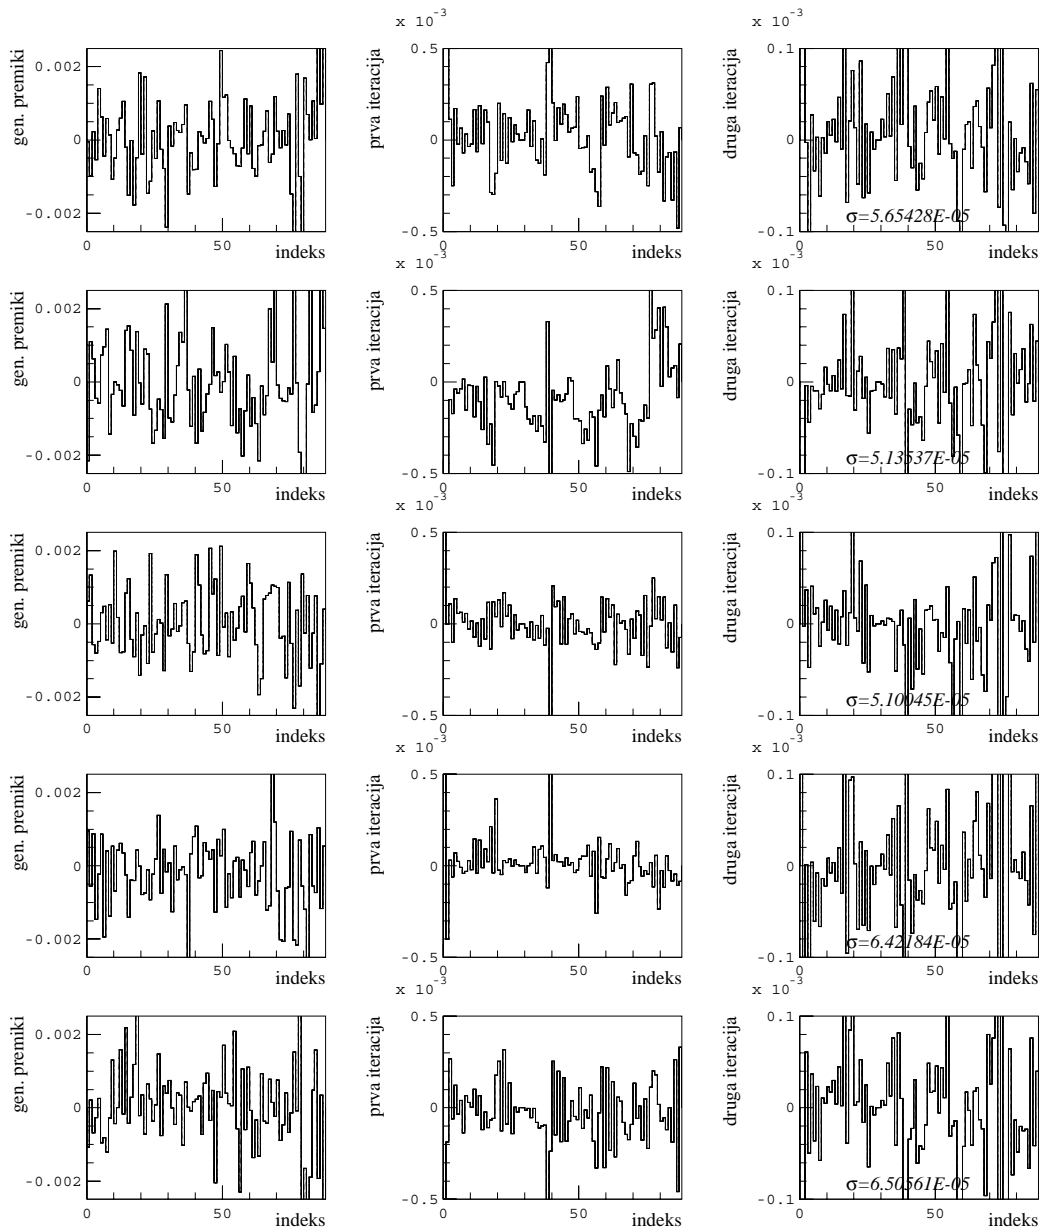 x 10⁻³ x 10⁻³
gen. premiki 0.002 0 -0.002 0 50 indeks
prva iteracija 0.5 0 -0.5 0 50 indeks
druga iteracija 0.1 0 -0.1 0 50 indeks
σ=5.65428E-05
x 10⁻³ x 10⁻³
gen. premiki 0.002 0 -0.002 0 50 indeks
prva iteracija 0.5 0 -0.5 0 50 indeks
druga iteracija 0.1 0 -0.1 0 50 indeks
σ=5.13537E-05
x 10⁻³ x 10⁻³
gen. premiki 0.002 0 -0.002 0 50 indeks
prva iteracija 0.5 0 -0.5 0 50 indeks
druga iteracija 0.1 0 -0.1 0 50 indeks
σ=5.10045E-05
x 10⁻³ x 10⁻³
gen. premiki 0.002 0 -0.002 0 50 indeks
prva iteracija 0.5 0 -0.5 0 50 indeks
druga iteracija 0.1 0 -0.1 0 50 indeks
σ=6.42184E-05
x 10⁻³ x 10⁻³
gen. premiki 0.002 0 -0.002 0 50 indeks
prva iteracija 0.5 0 -0.5 0 50 indeks
druga iteracija 0.1 0 -0.1 0 50 indeks
σ=6.50561E-05